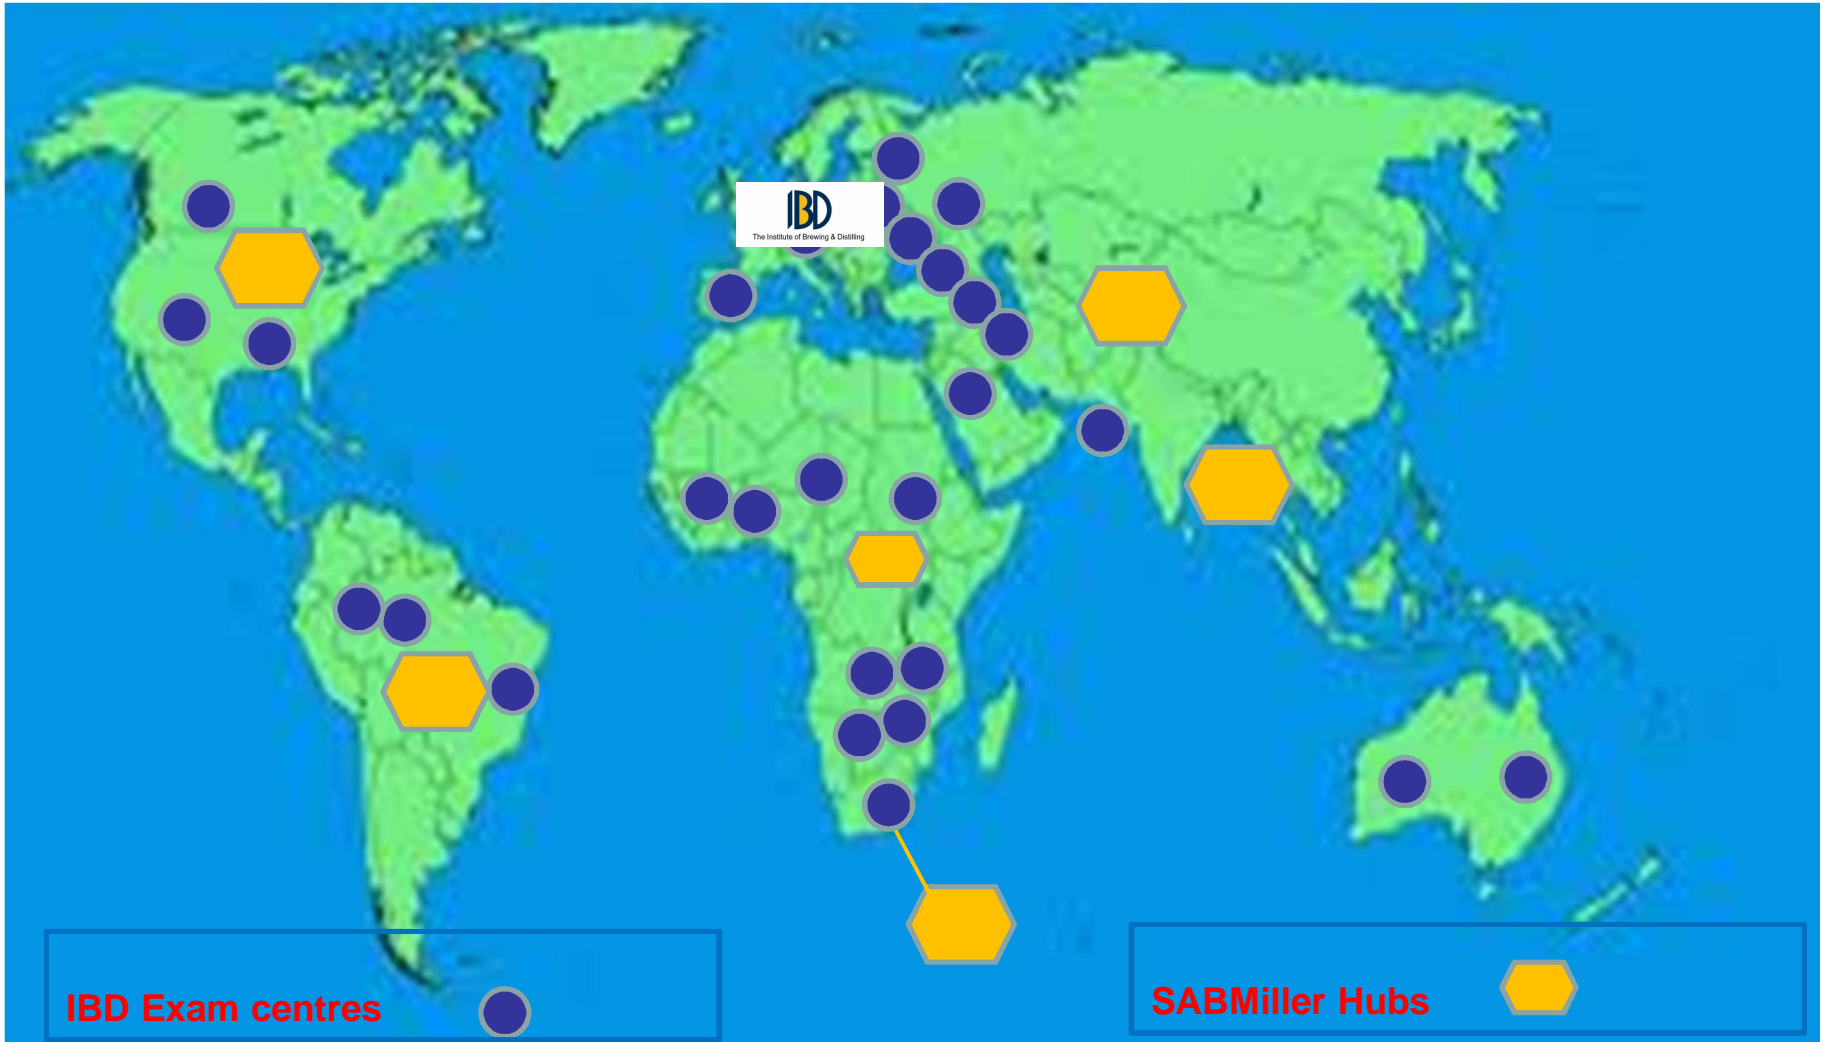 IBD
The Institute of Brewing & Distilling
IBD Exam centres
SABMiller Hubs